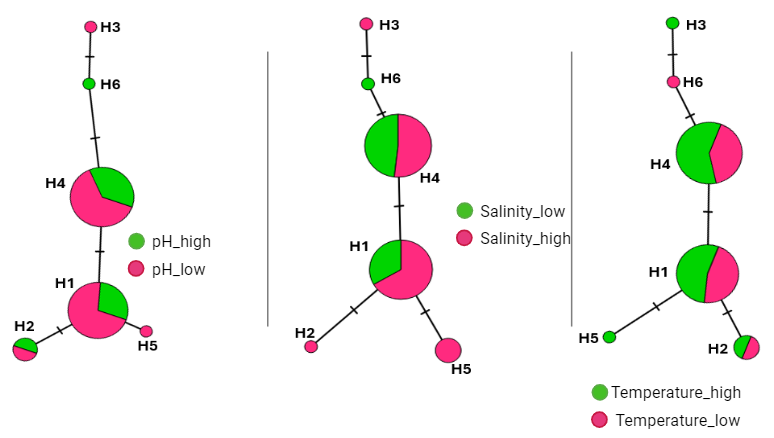 H3
H6
H4
pH_high
pH_low
H1
H2
H5
H3
H6
H4
Salinity_low
Salinity_high
H1
H2
H5
H3
H6
H4
H1
H5
H2
Temperature_high
Temperature_low